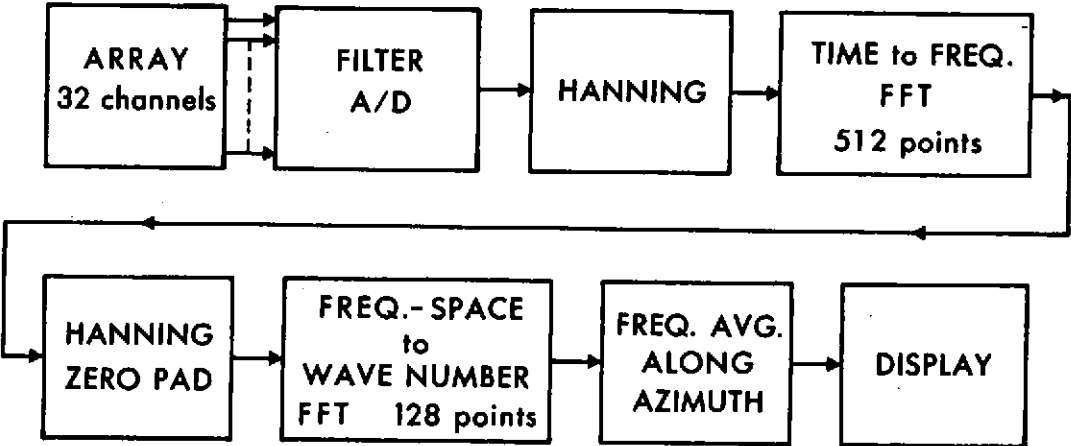 ARRAY
32 channels
FILTER
A/D
HANNING
TIME to FREQ.
FFT
512 points
HANNING
ZERO PAD
FREQ.-SPACE
to
WAVE NUMBER
FFT 128 points
FREQ. AVG.
ALONG
AZIMUTH
DISPLAY